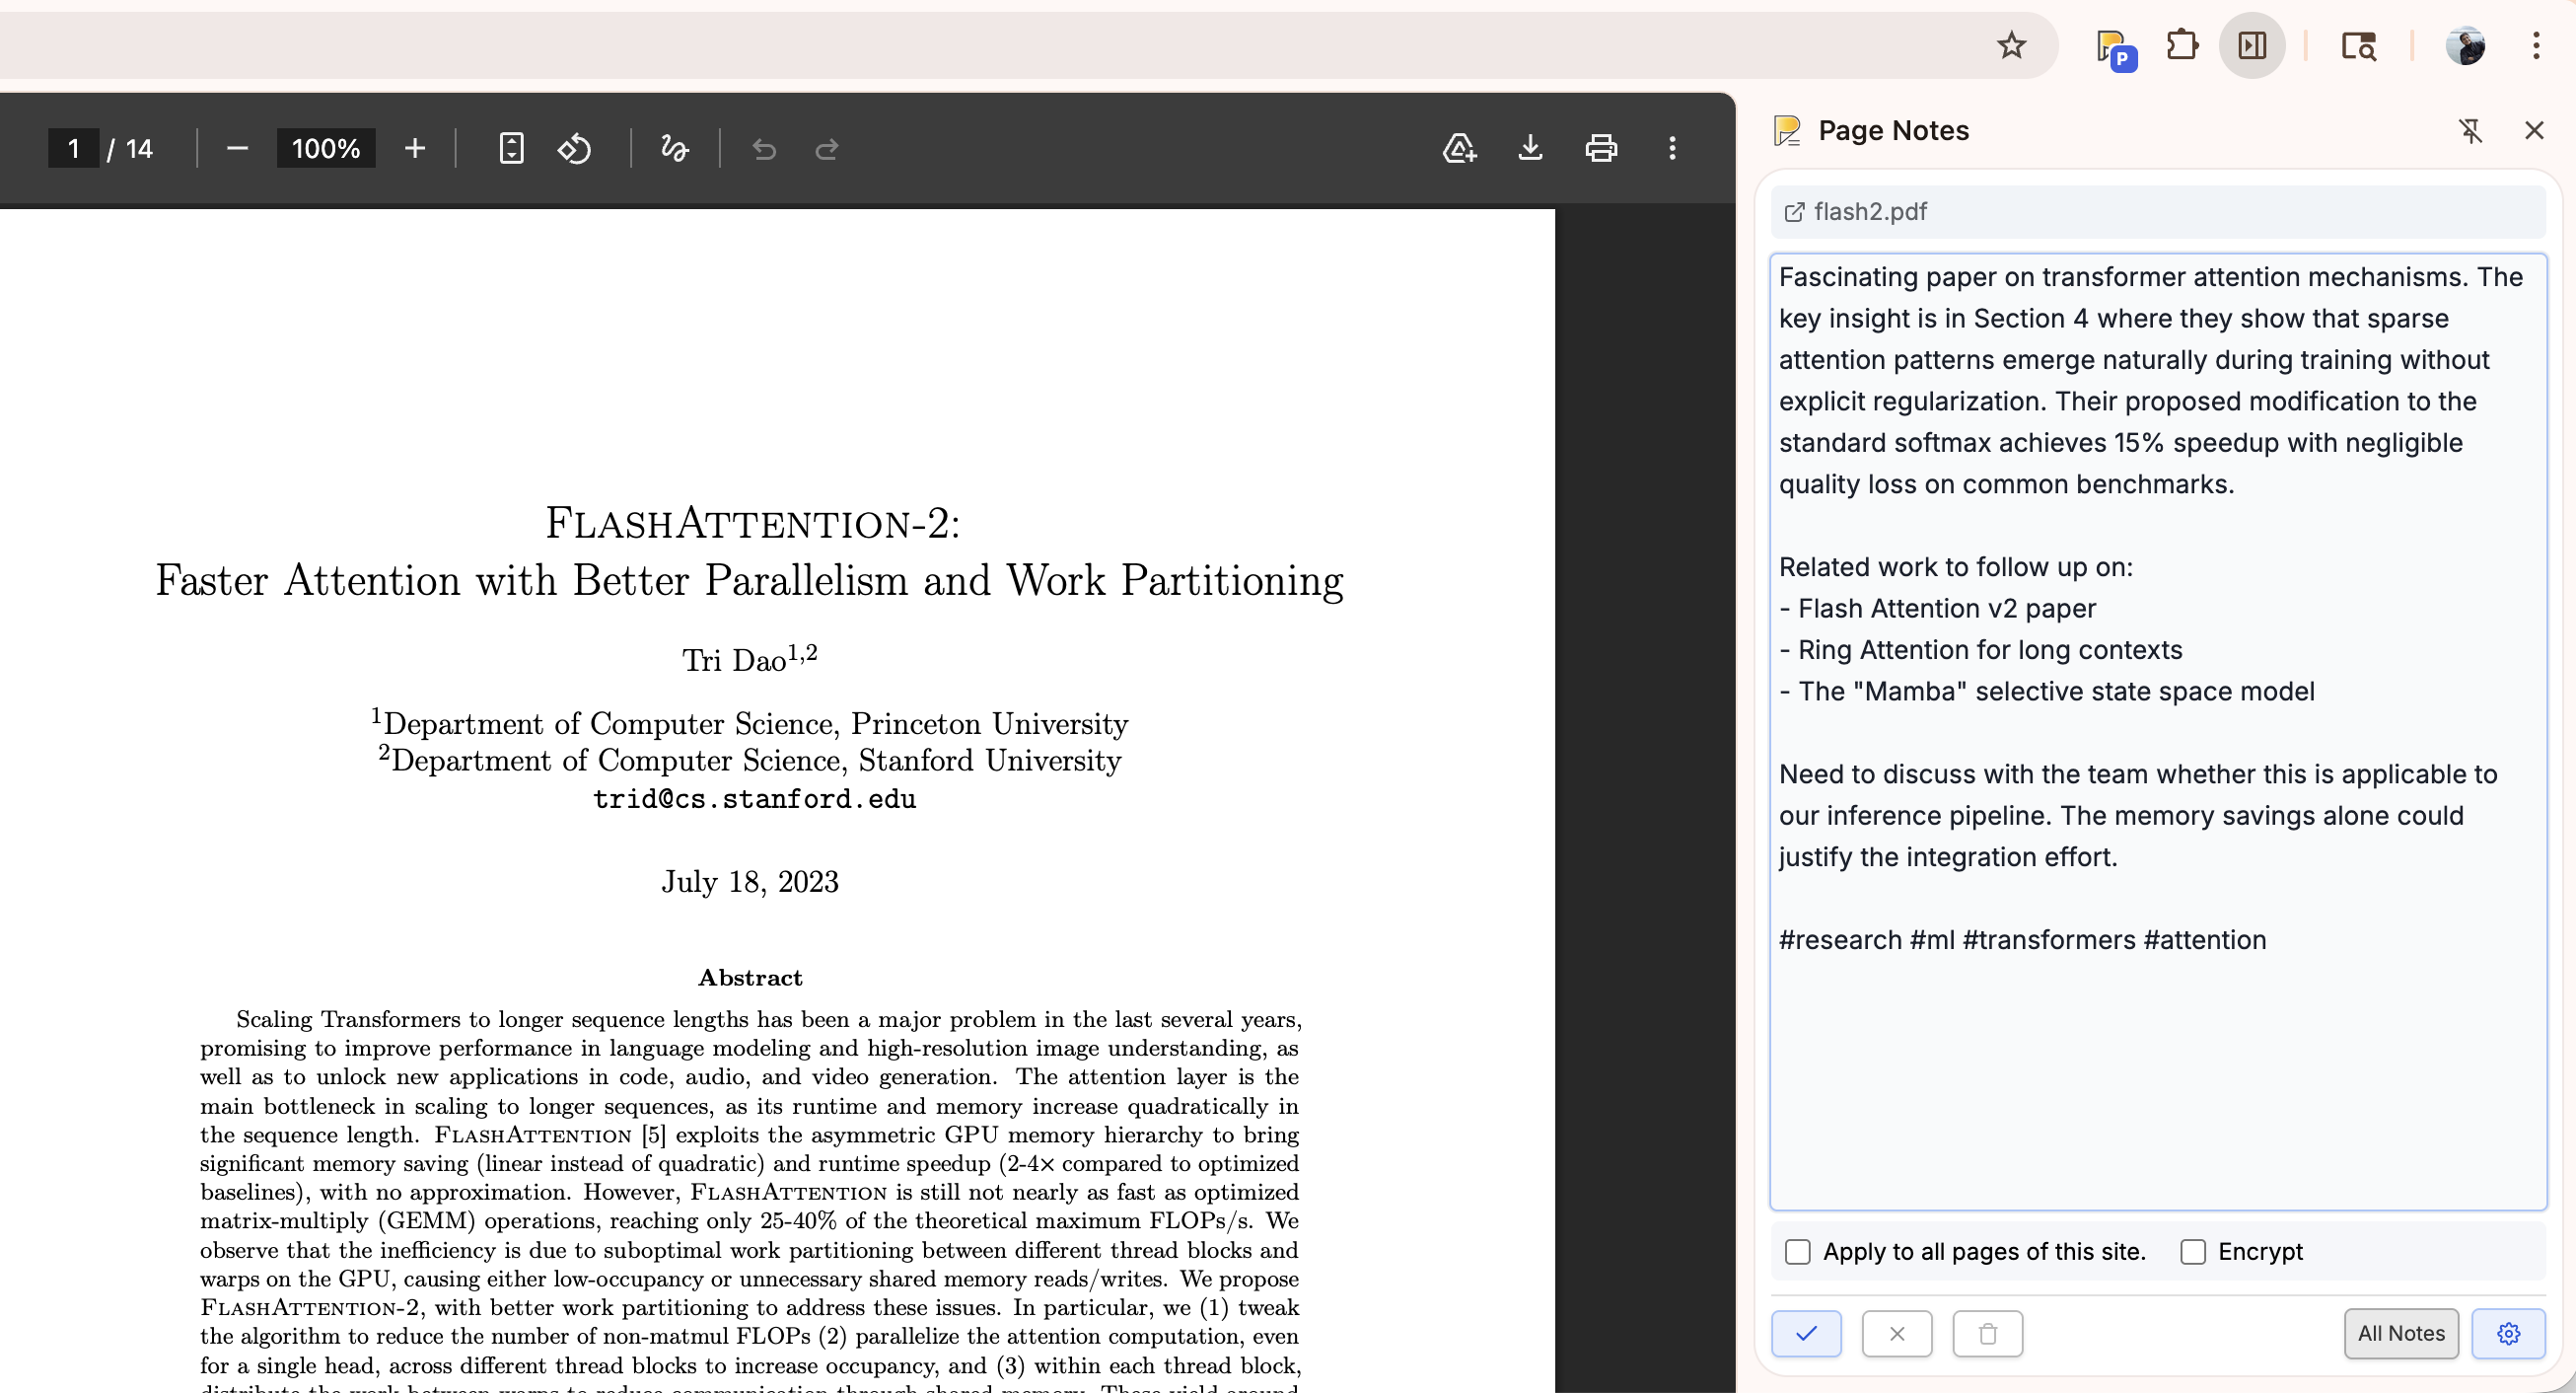 P
1 / 14
100%
FLASHATTENTION-2:
Faster Attention with Better Parallelism and Work Partitioning
Tri Dao1,2
1Department of Computer Science, Princeton University
2Department of Computer Science, Stanford University
trid@cs.stanford.edu
July 18, 2023
Abstract
Scaling Transformers to longer sequence lengths has been a major problem in the last several years,
promising to improve performance in language modeling and high-resolution image understanding, as
well as to unlock new applications in code, audio, and video generation. The attention layer is the
main bottleneck in scaling to longer sequences, as its runtime and memory increase quadratically in
the sequence length. FLASHATTENTION [5] exploits the asymmetric GPU memory hierarchy to bring
significant memory saving (linear instead of quadratic) and runtime speedup (2-4× compared to optimized
baselines), with no approximation. However, FLASHATTENTION is still not nearly as fast as optimized
matrix-multiply (GEMM) operations, reaching only 25-40% of the theoretical maximum FLOPs/s. We
observe that the inefficiency is due to suboptimal work partitioning between different thread blocks and
warps on the GPU, causing either low-occupancy or unnecessary shared memory reads/writes. We propose
FLASHATTENTION-2, with better work partitioning to address these issues. In particular, we (1) tweak
the algorithm to reduce the number of non-matmul FLOPs (2) parallelize the attention computation, even
for a single head, across different thread blocks to increase occupancy, and (3) within each thread block,
Page Notes
flash2.pdf
Fascinating paper on transformer attention mechanisms. The
key insight is in Section 4 where they show that sparse
attention patterns emerge naturally during training without
explicit regularization. Their proposed modification to the
standard softmax achieves 15% speedup with negligible
quality loss on common benchmarks.
Related work to follow up on:
- Flash Attention v2 paper
- Ring Attention for long contexts
- The "Mamba" selective state space model
Need to discuss with the team whether this is applicable to
our inference pipeline. The memory savings alone could
justify the integration effort.
#research #ml #transformers #attention
Apply to all pages of this site.
Encrypt
All Notes